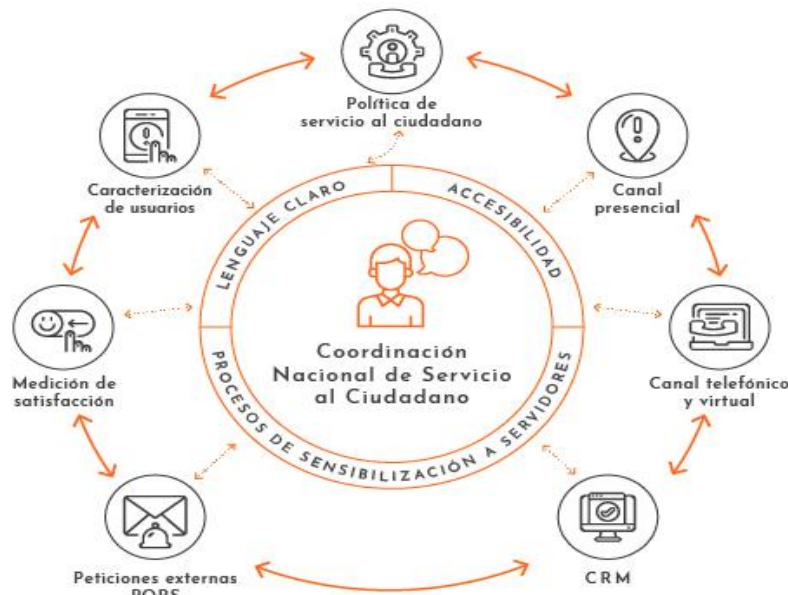 Política de
servicio al ciudadano
Caracterización
de usuarios
Canal
presencial
LENGUAJE CLARO
ACCESIBILIDAD
Coordinación
Nacional de Servicio
al Ciudadano
PROCESOS DE SENSIBILIZACIÓN A SERVIDORES
Medición de
satisfacción
Canal telefónico
y virtual
Peticiones externas
CRM